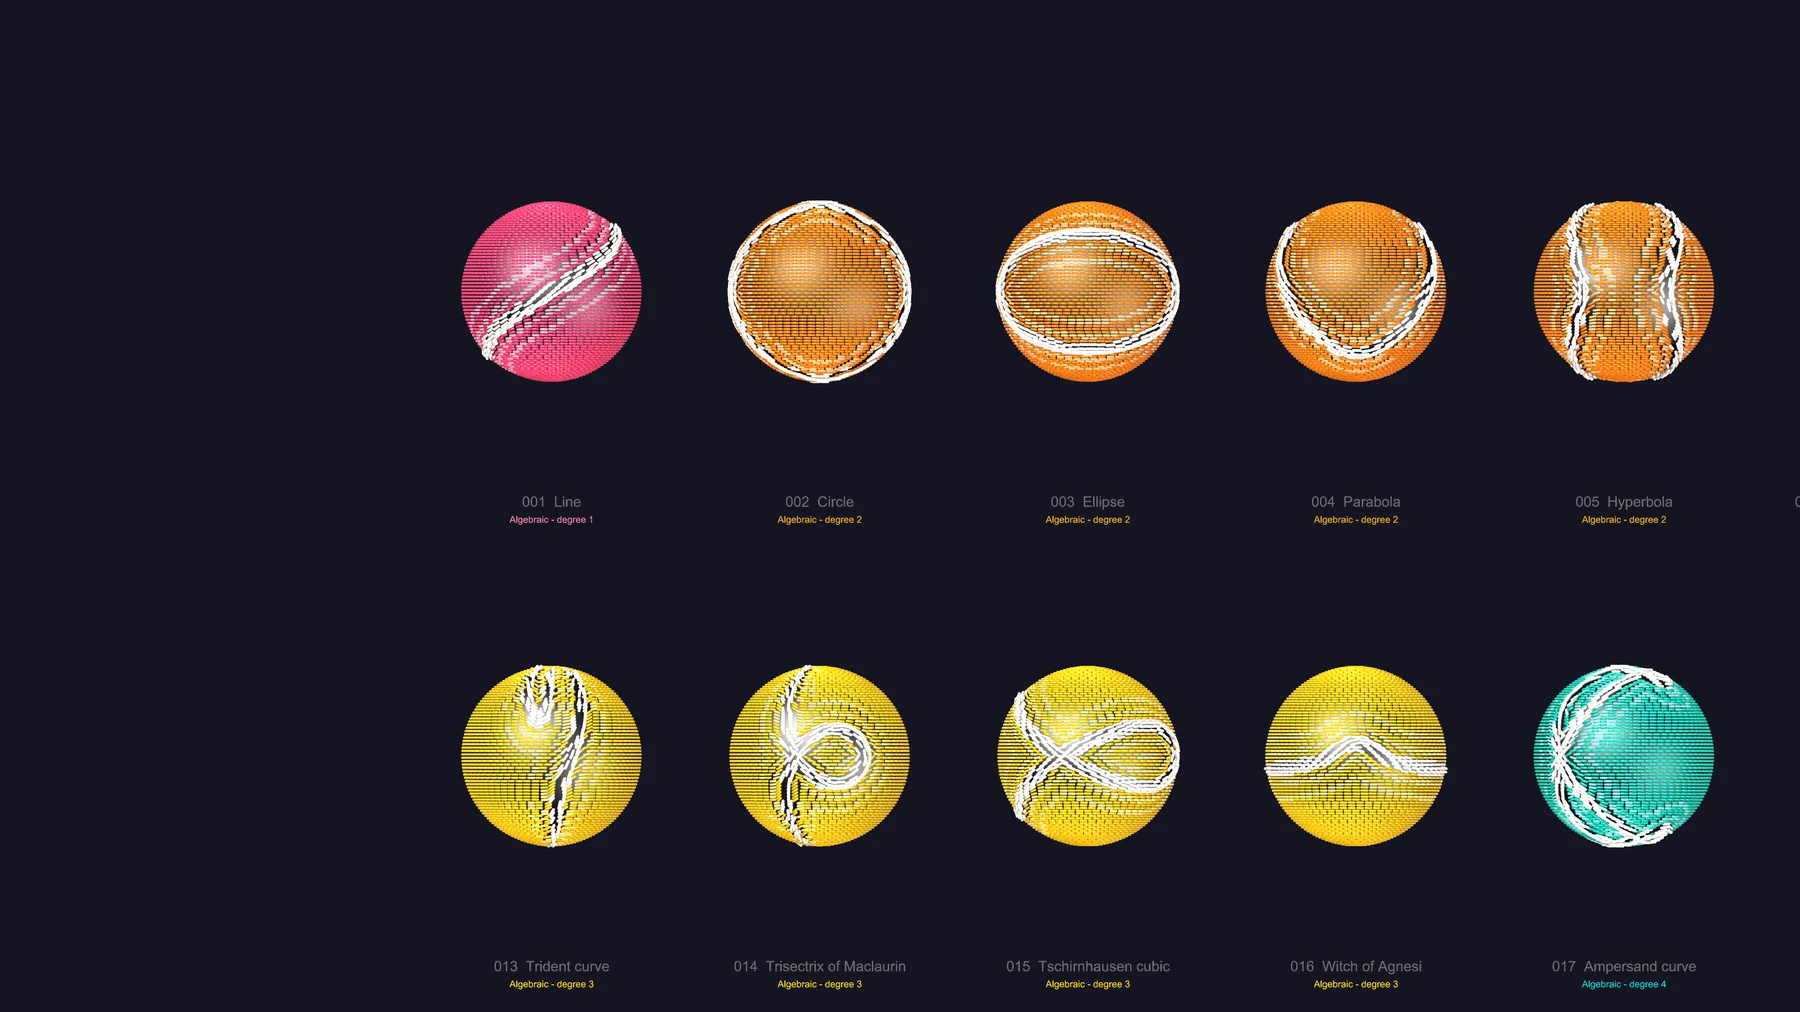 001 Line
Algebraic - degree 1
002 Circle
Algebraic - degree 2
003 Ellipse
Algebraic - degree 2
004 Parabola
Algebraic - degree 2
005 Hyperbola
Algebraic - degree 2
013 Trident curve
Algebraic - degree 3
014 Trisectrix of Maclaurin
Algebraic - degree 3
015 Tschirnhausen cubic
Algebraic - degree 3
016 Witch of Agnesi
Algebraic - degree 3
017 Ampersand curve
Algebraic - degree 4